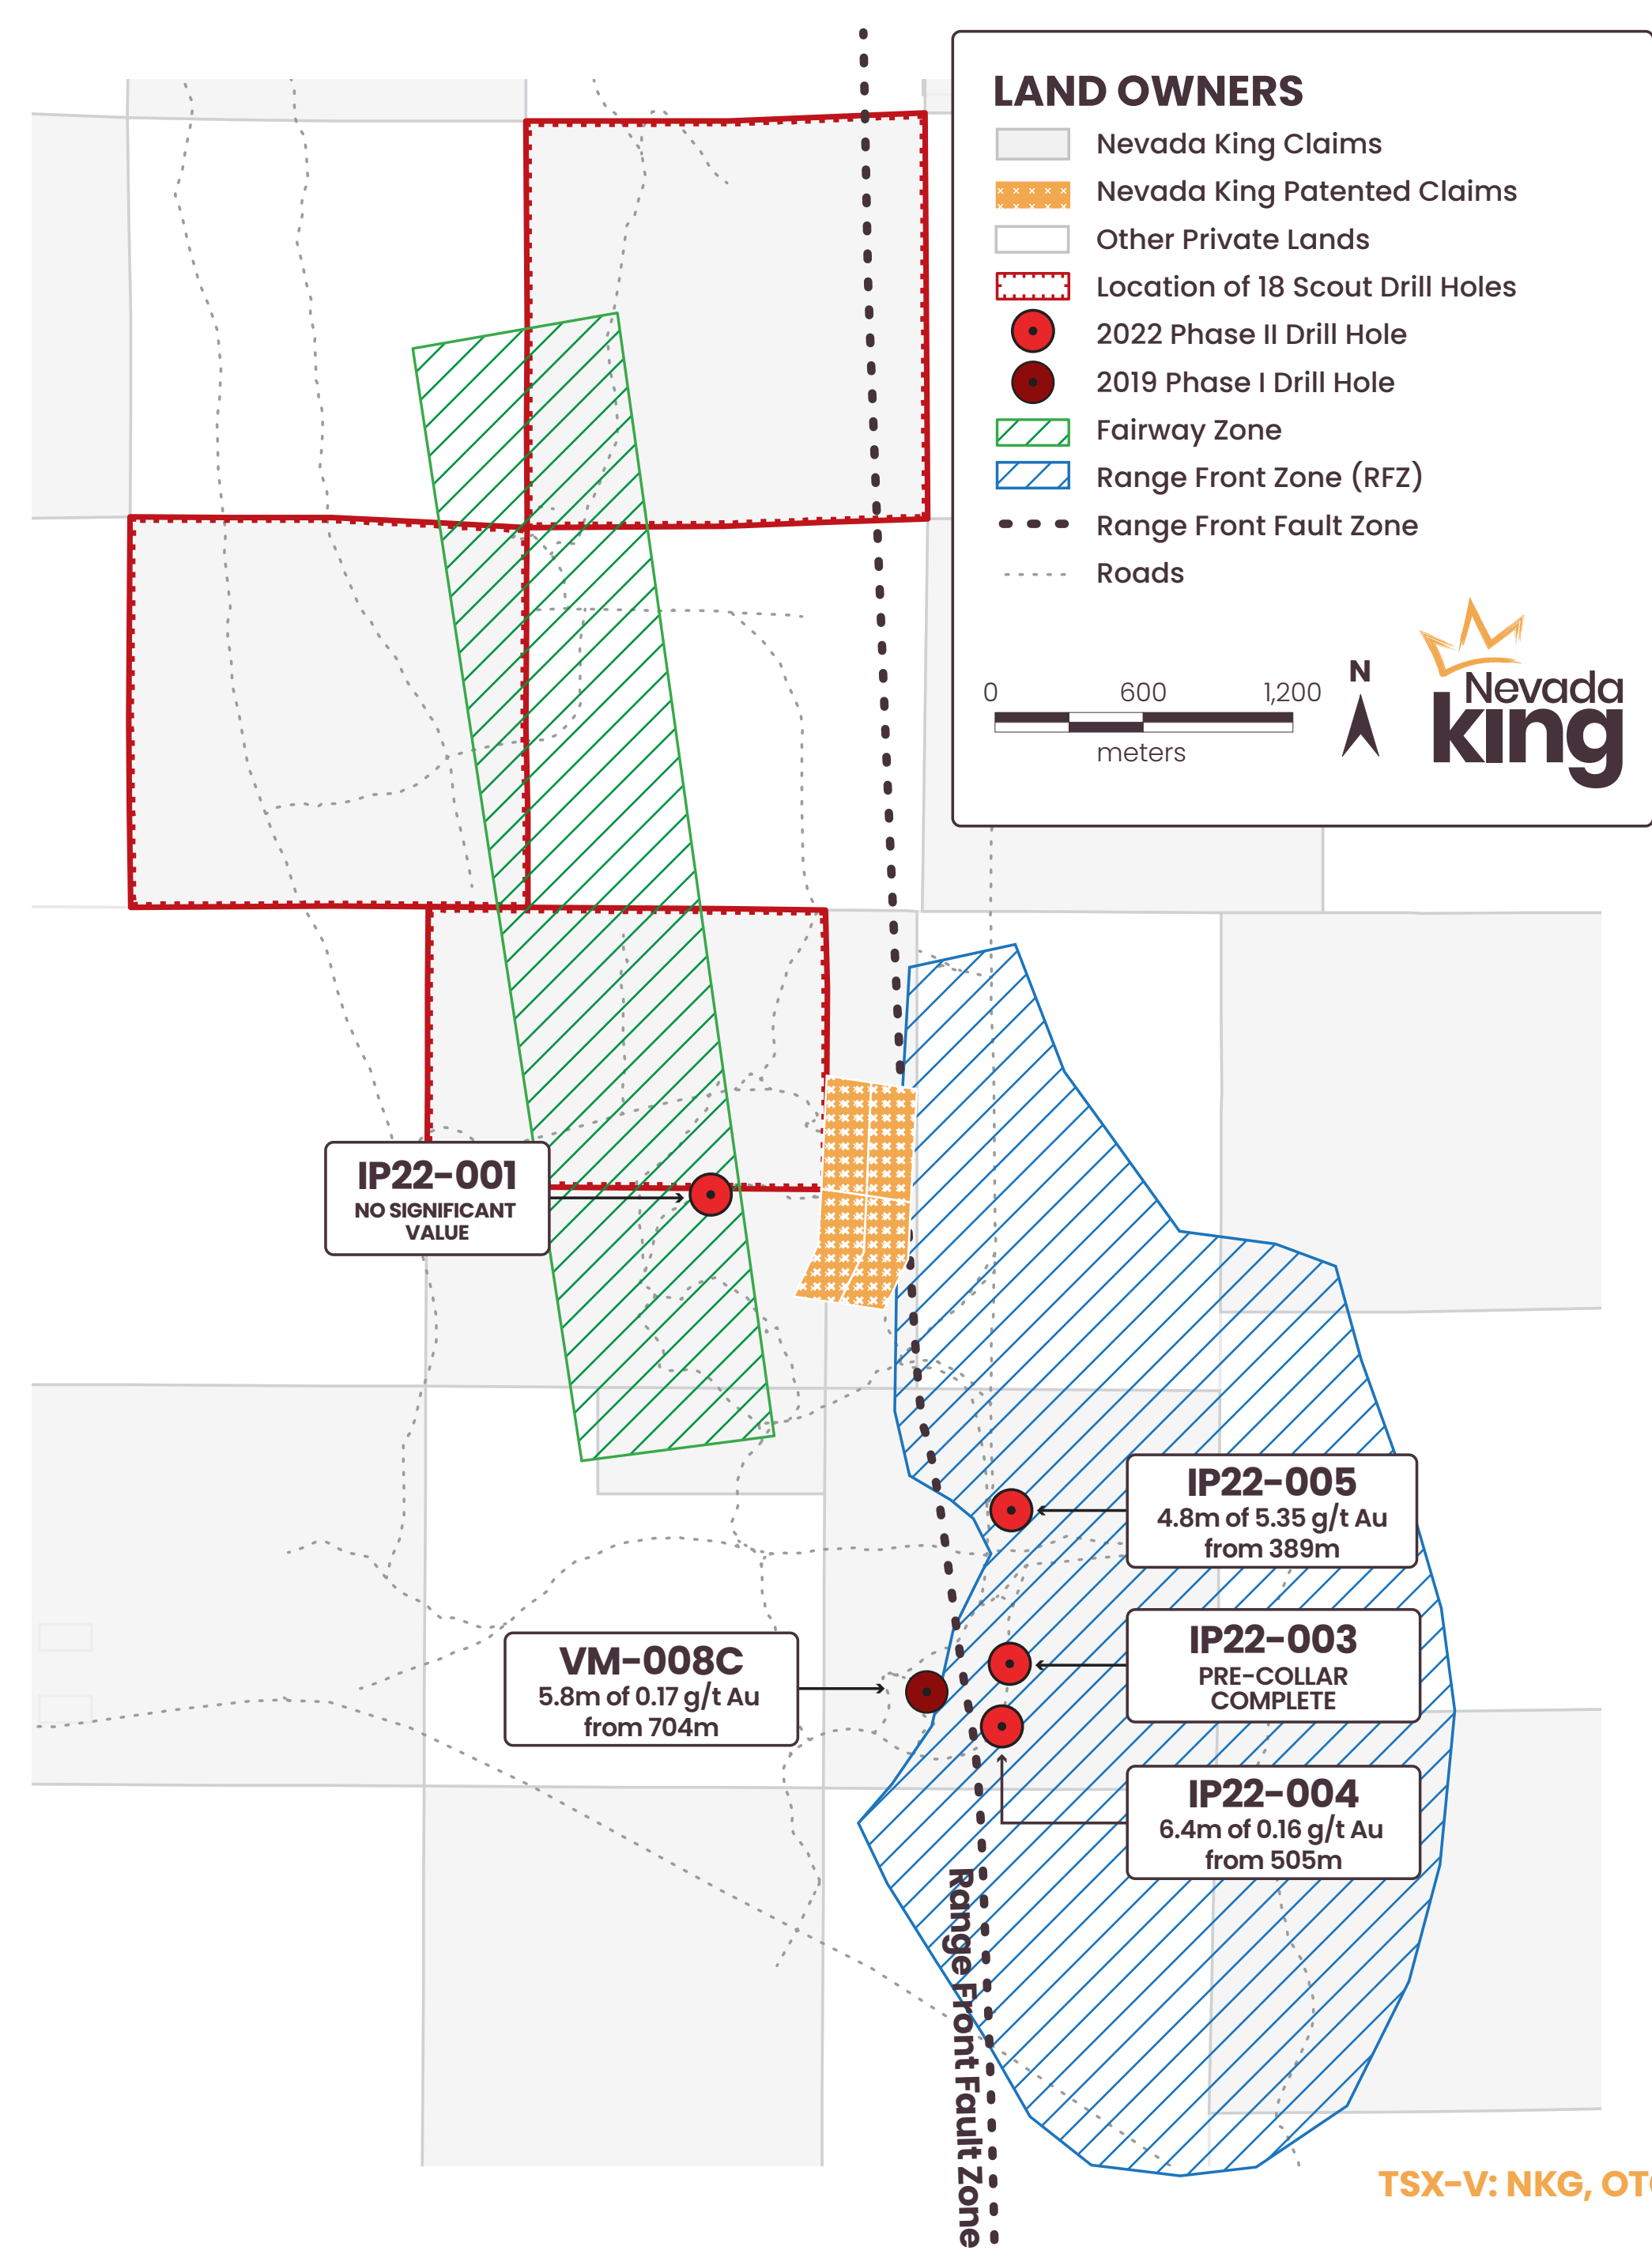 LAND OWNERS
Nevada King Claims
Nevada King Patented Claims
Other Private Lands
Location of 18 Scout Drill Holes
2022 Phase II Drill Hole
2019 Phase I Drill Hole
Fairway Zone
Range Front Zone (RFZ)
Range Front Fault Zone
Roads
0 600 1,200
meters
N
Nevada
king
IP22-001
NO SIGNIFICANT
VALUE
IP22-005
4.8m of 5.35 g/t Au
from 389m
IP22-003
PRE-COLLAR
COMPLETE
VM-008C
5.8m of 0.17 g/t Au
from 704m
IP22-004
6.4m of 0.16 g/t Au
from 505m
Range Front Fault Zone
TSX-V: NKG,